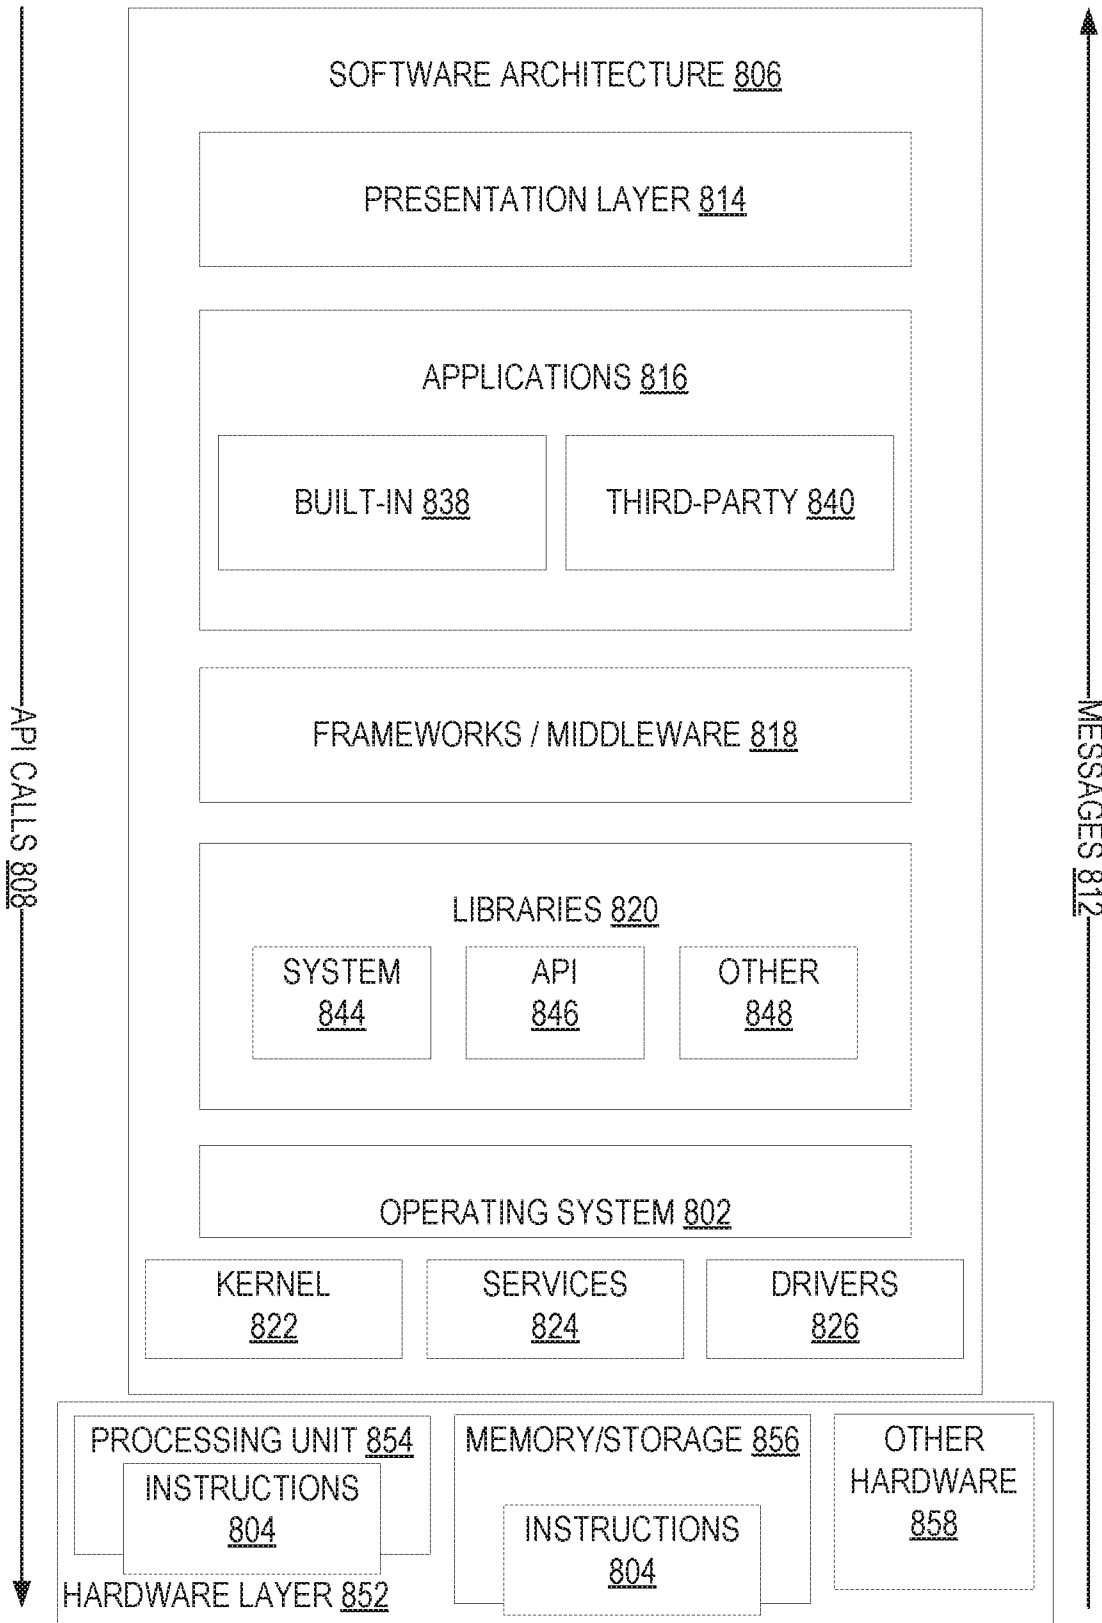 SOFTWARE ARCHITECTURE 806
PRESENTATION LAYER 814
APPLICATIONS 816
BUILT-IN 838
THIRD-PARTY 840
FRAMEWORKS / MIDDLEWARE 818
API CALLS 808
MESSAGES 812
LIBRARIES 820
SYSTEM
844
API
846
OTHER
848
OPERATING SYSTEM 802
KERNEL
822
SERVICES
824
DRIVERS
826
PROCESSING UNIT 854
INSTRUCTIONS
804
MEMORY/STORAGE 856
INSTRUCTIONS
804
OTHER
HARDWARE
858
HARDWARE LAYER 852